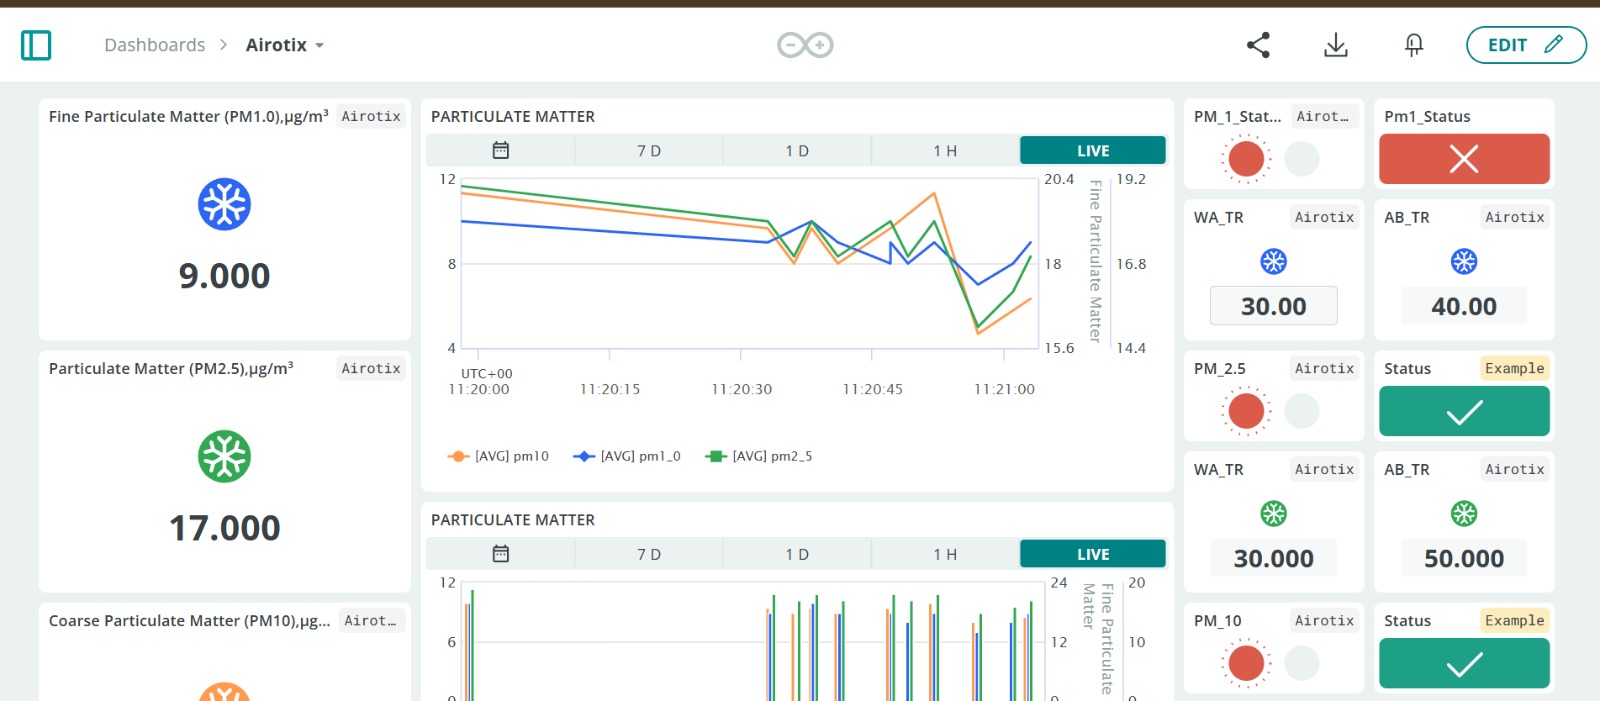 Dashboards > Airotix
EDIT
Fine Particulate Matter (PM1.0),µg/m³ Airotix
9.000
Particulate Matter (PM2.5),µg/m³ Airotix
17.000
Coarse Particulate Matter (PM10),µg... Airot...
PARTICULATE MATTER
7 D 1 D 1 H LIVE
12 20.4 19.2
8 18 16.8
4 15.6 14.4
Fine Particulate Matter
UTC+00
11:20:00 11:20:15 11:20:30 11:20:45 11:21:00
[AVG] pm10 [AVG] pm1_0 [AVG] pm2_5
PARTICULATE MATTER
7 D 1 D 1 H LIVE
12 24 20
6 12 10
0 0 0
Fine Particulate
Matter
PM_1_Stat... Airot...
Pm1_Status
WA_TR Airotix
30.00
AB_TR Airotix
40.00
PM_2.5 Airotix
Status Example
WA_TR Airotix
30.000
AB_TR Airotix
50.000
PM_10 Airotix
Status Example